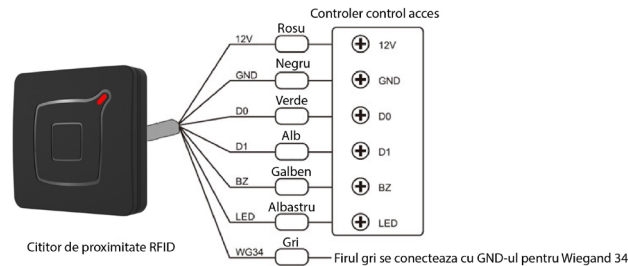 Controler control acces
12V Rosu 12V
GND Negru GND
D0 Verde D0
D1 Alb D1
BZ Galben BZ
LED Albastru LED
WG34 Gri Firul gri se conecteaza cu GND-ul pentru Wiegand 34
Cititor de proximitate RFID